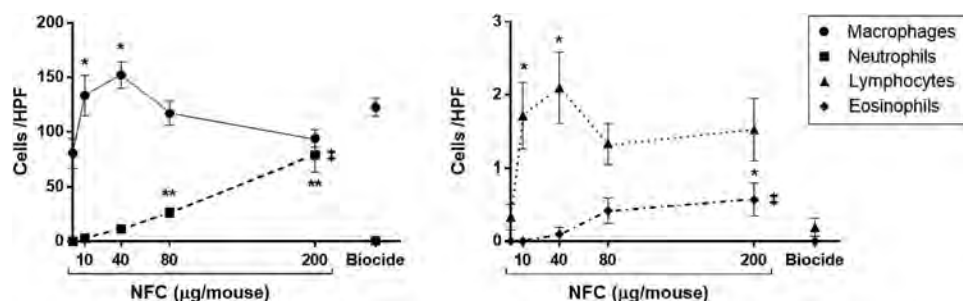 200
150
100
50
0
Cells /HPF
*
*
**
**
‡
10
40
80
200
Biocide
NFC (µg/mouse)
3
2
1
0
Cells /HPF
*
*
*
‡
10
40
80
200
Biocide
NFC (µg/mouse)
Macrophages
Neutrophils
Lymphocytes
Eosinophils